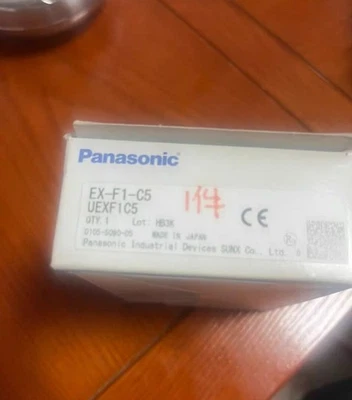 Panasonic
EX-F1-C5
UEXF1C5
1件
CE
QTY.1 Lot:
MADE IN JAPAN
Panasonic Industrial Devices SUNX Co., Ltd.